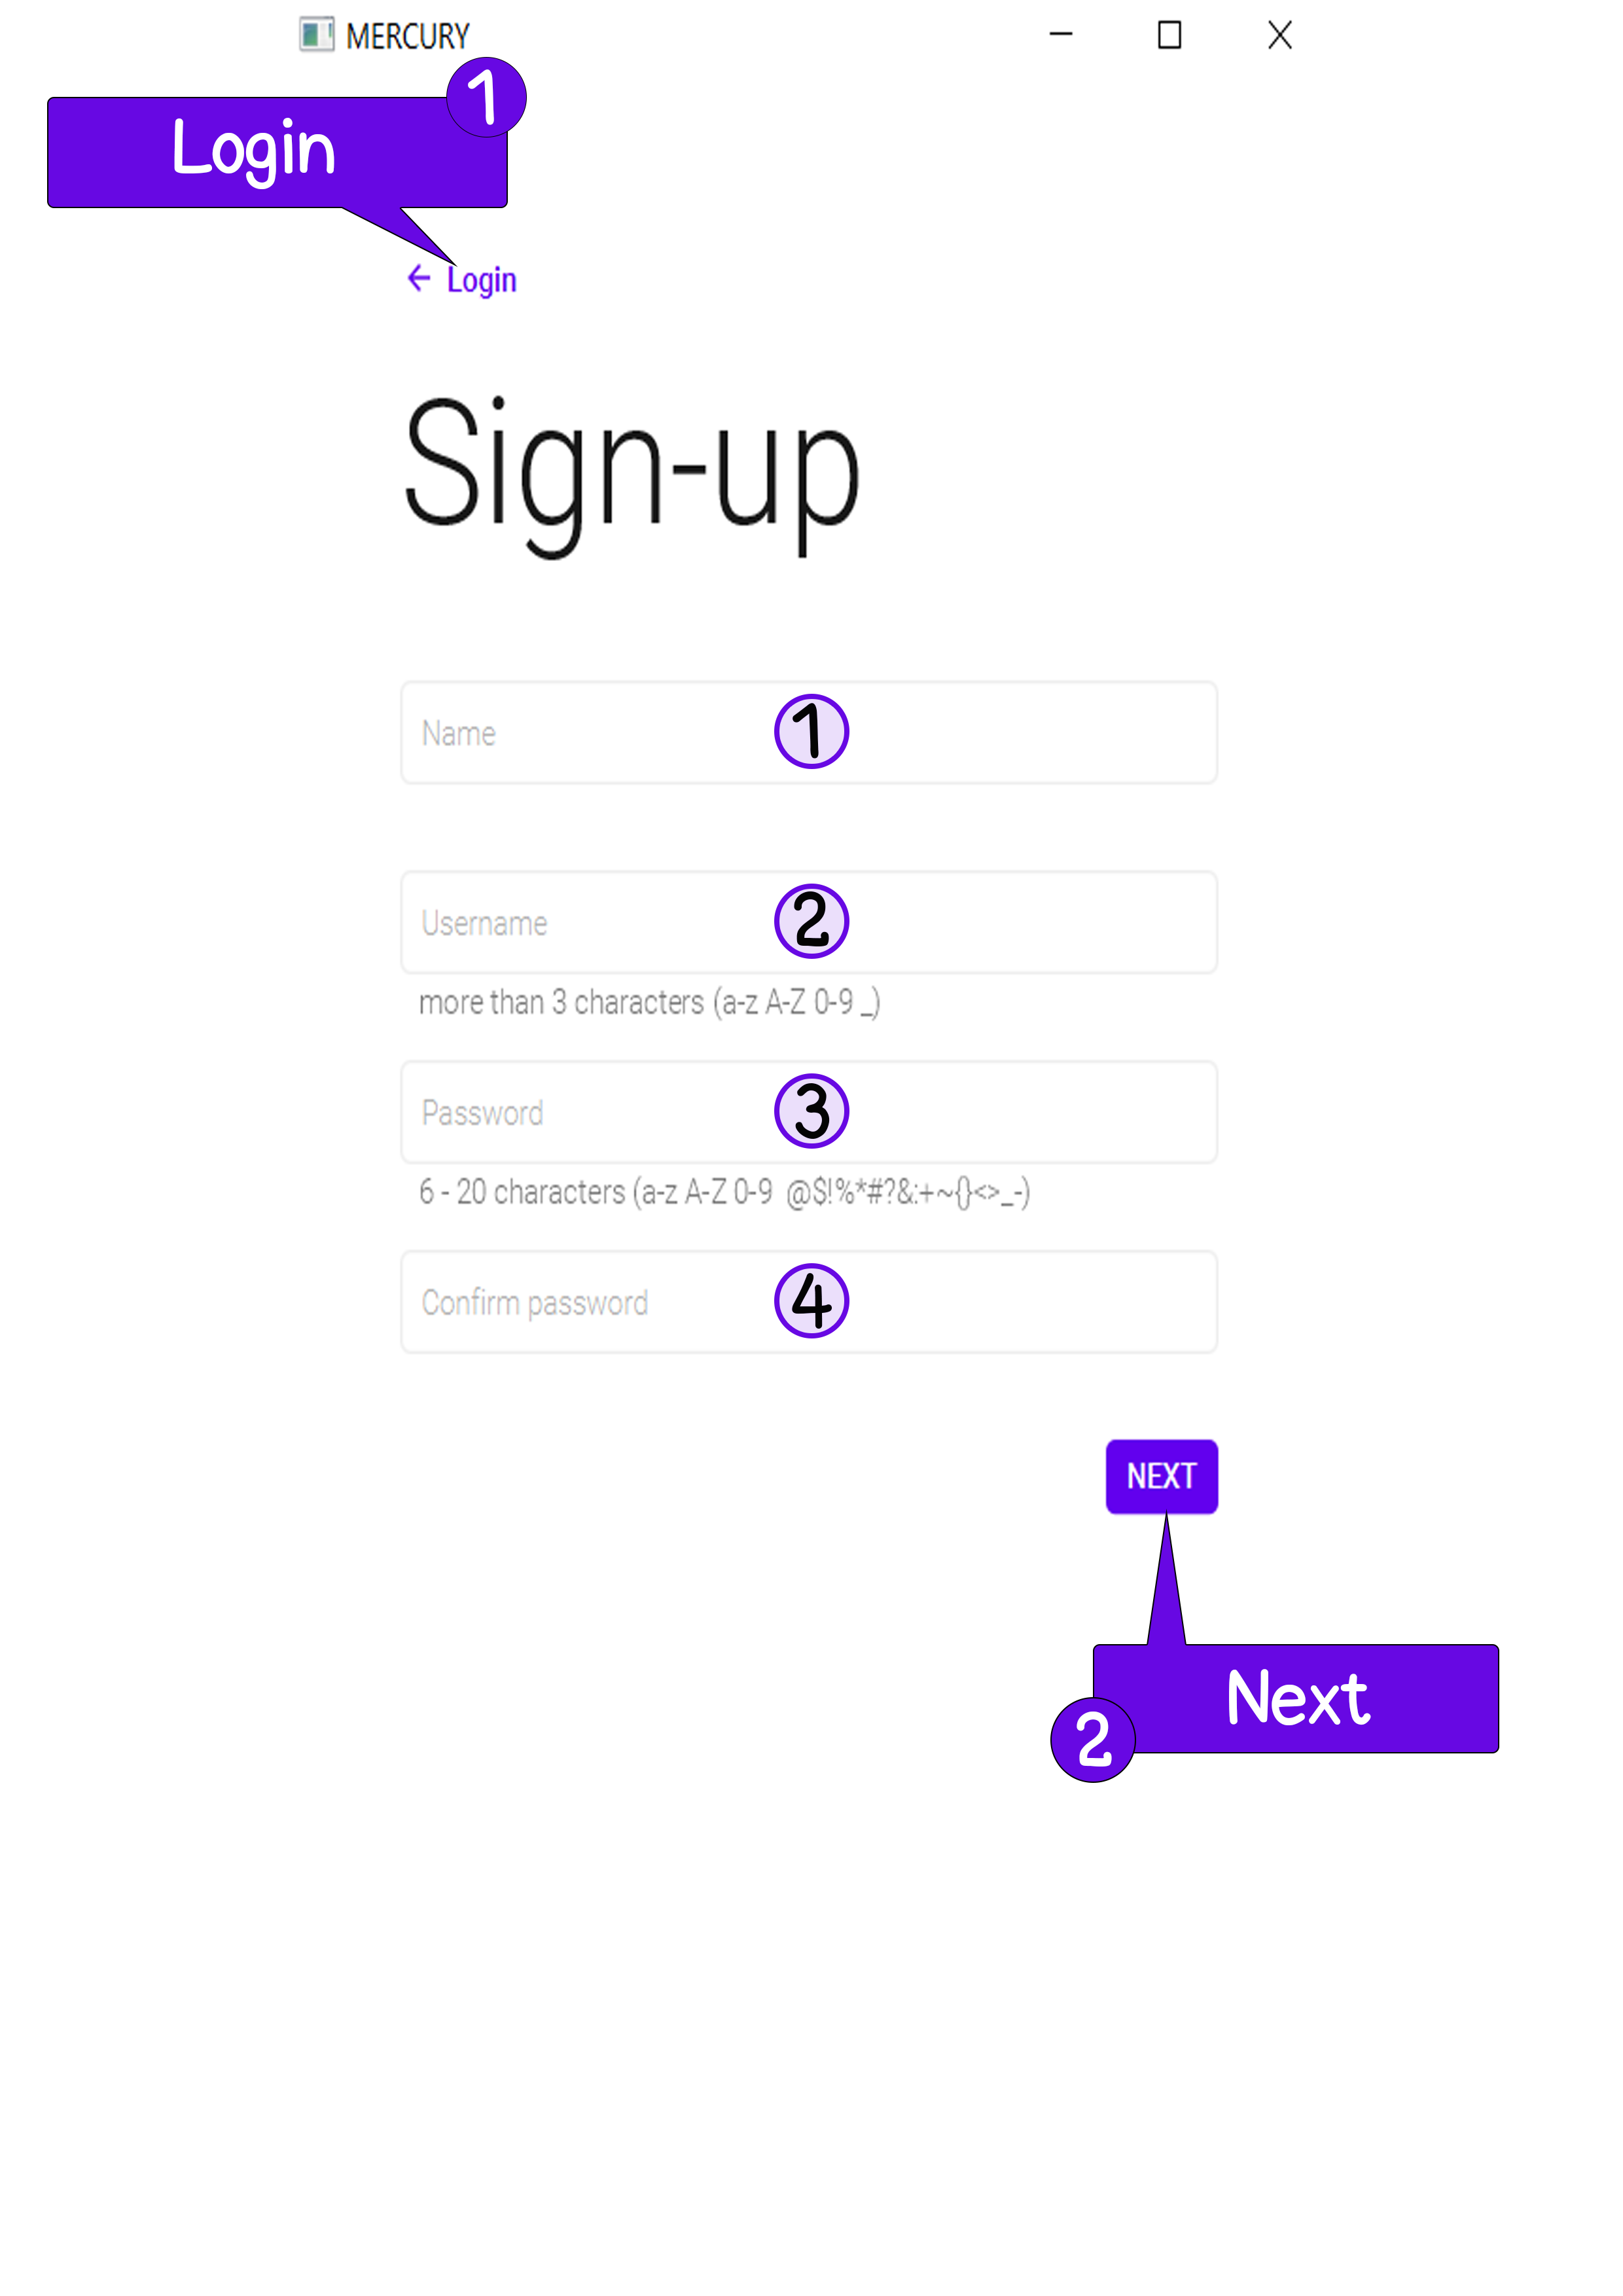 MERCURY
1
Login
← Login
Sign-up
Name
1
Username
2
more than 3 characters (a-z A-Z 0-9 _)
Password
3
6 - 20 characters (a-z A-Z 0-9  @$!%*#?&:+~{}<>_-)
Confirm password
4
NEXT
Next
2